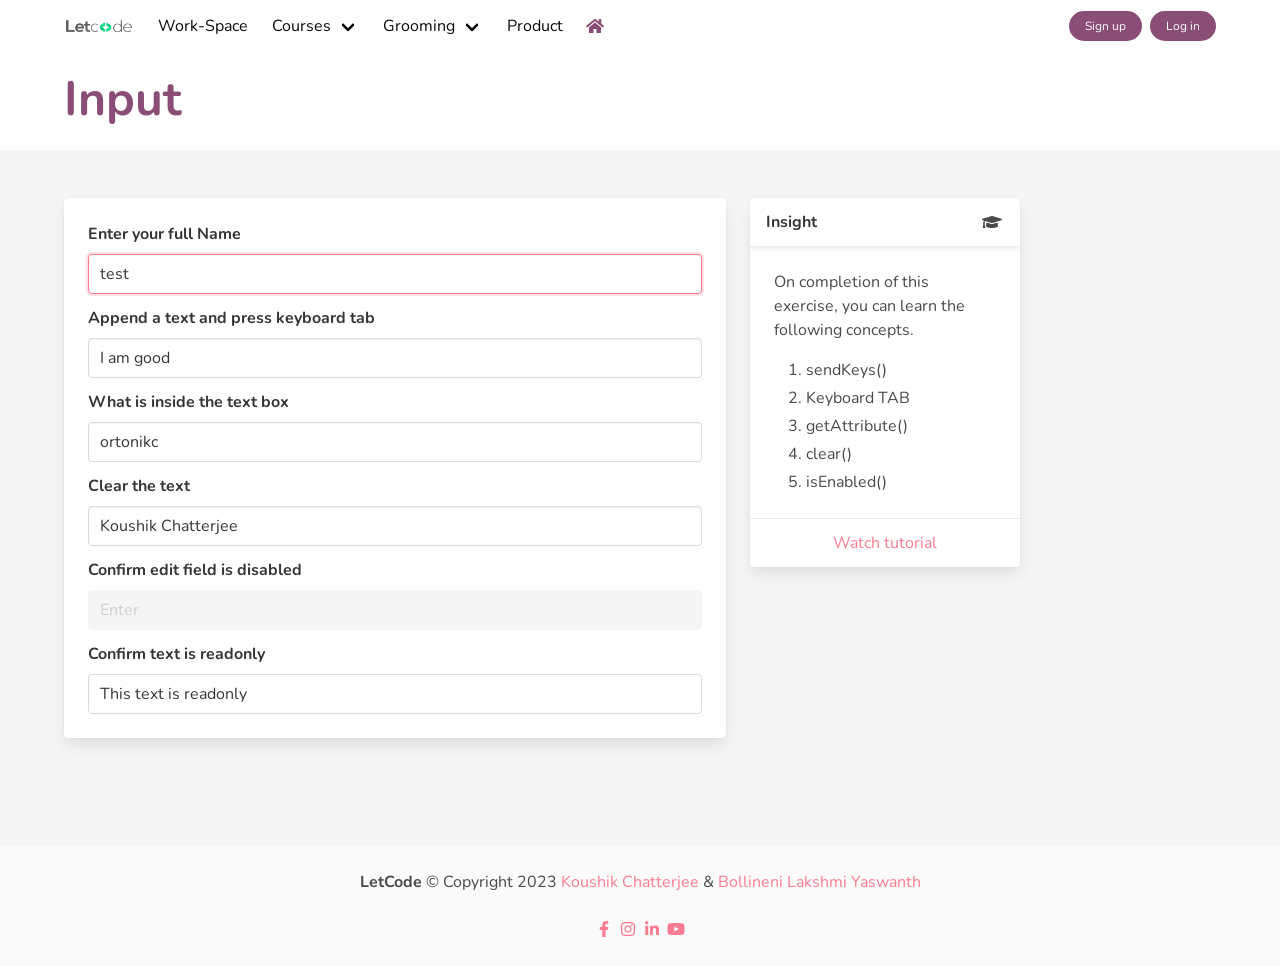 Letcode Work-Space Courses Grooming Product Sign up Log in
Input
Enter your full Name
test
Append a text and press keyboard tab
I am good
What is inside the text box
ortonikc
Clear the text
Koushik Chatterjee
Confirm edit field is disabled
Enter
Confirm text is readonly
This text is readonly
Insight
On completion of this
exercise, you can learn the
following concepts.
1. sendKeys()
2. Keyboard TAB
3. getAttribute()
4. clear()
5. isEnabled()
Watch tutorial
LetCode © Copyright 2023 Koushik Chatterjee & Bollineni Lakshmi Yaswanth